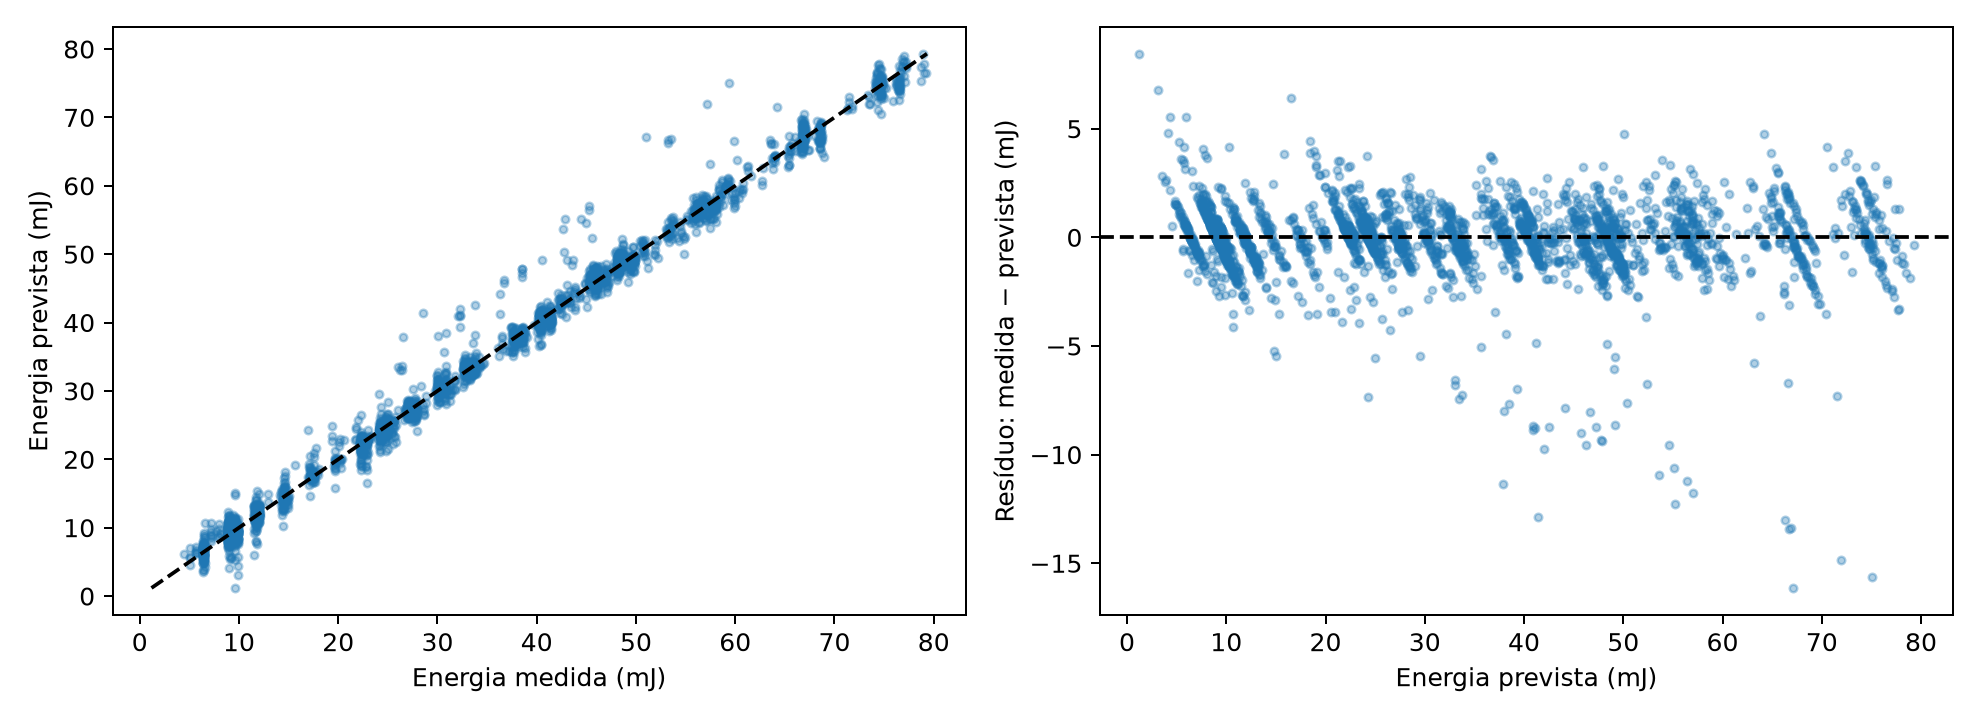 80
70
60
50
40
30
20
10
0
Energia prevista (mJ)
0 10 20 30 40 50 60 70 80
Energia medida (mJ)
5
0
−5
−10
−15
Resíduo: medida − prevista (mJ)
0 10 20 30 40 50 60 70 80
Energia prevista (mJ)